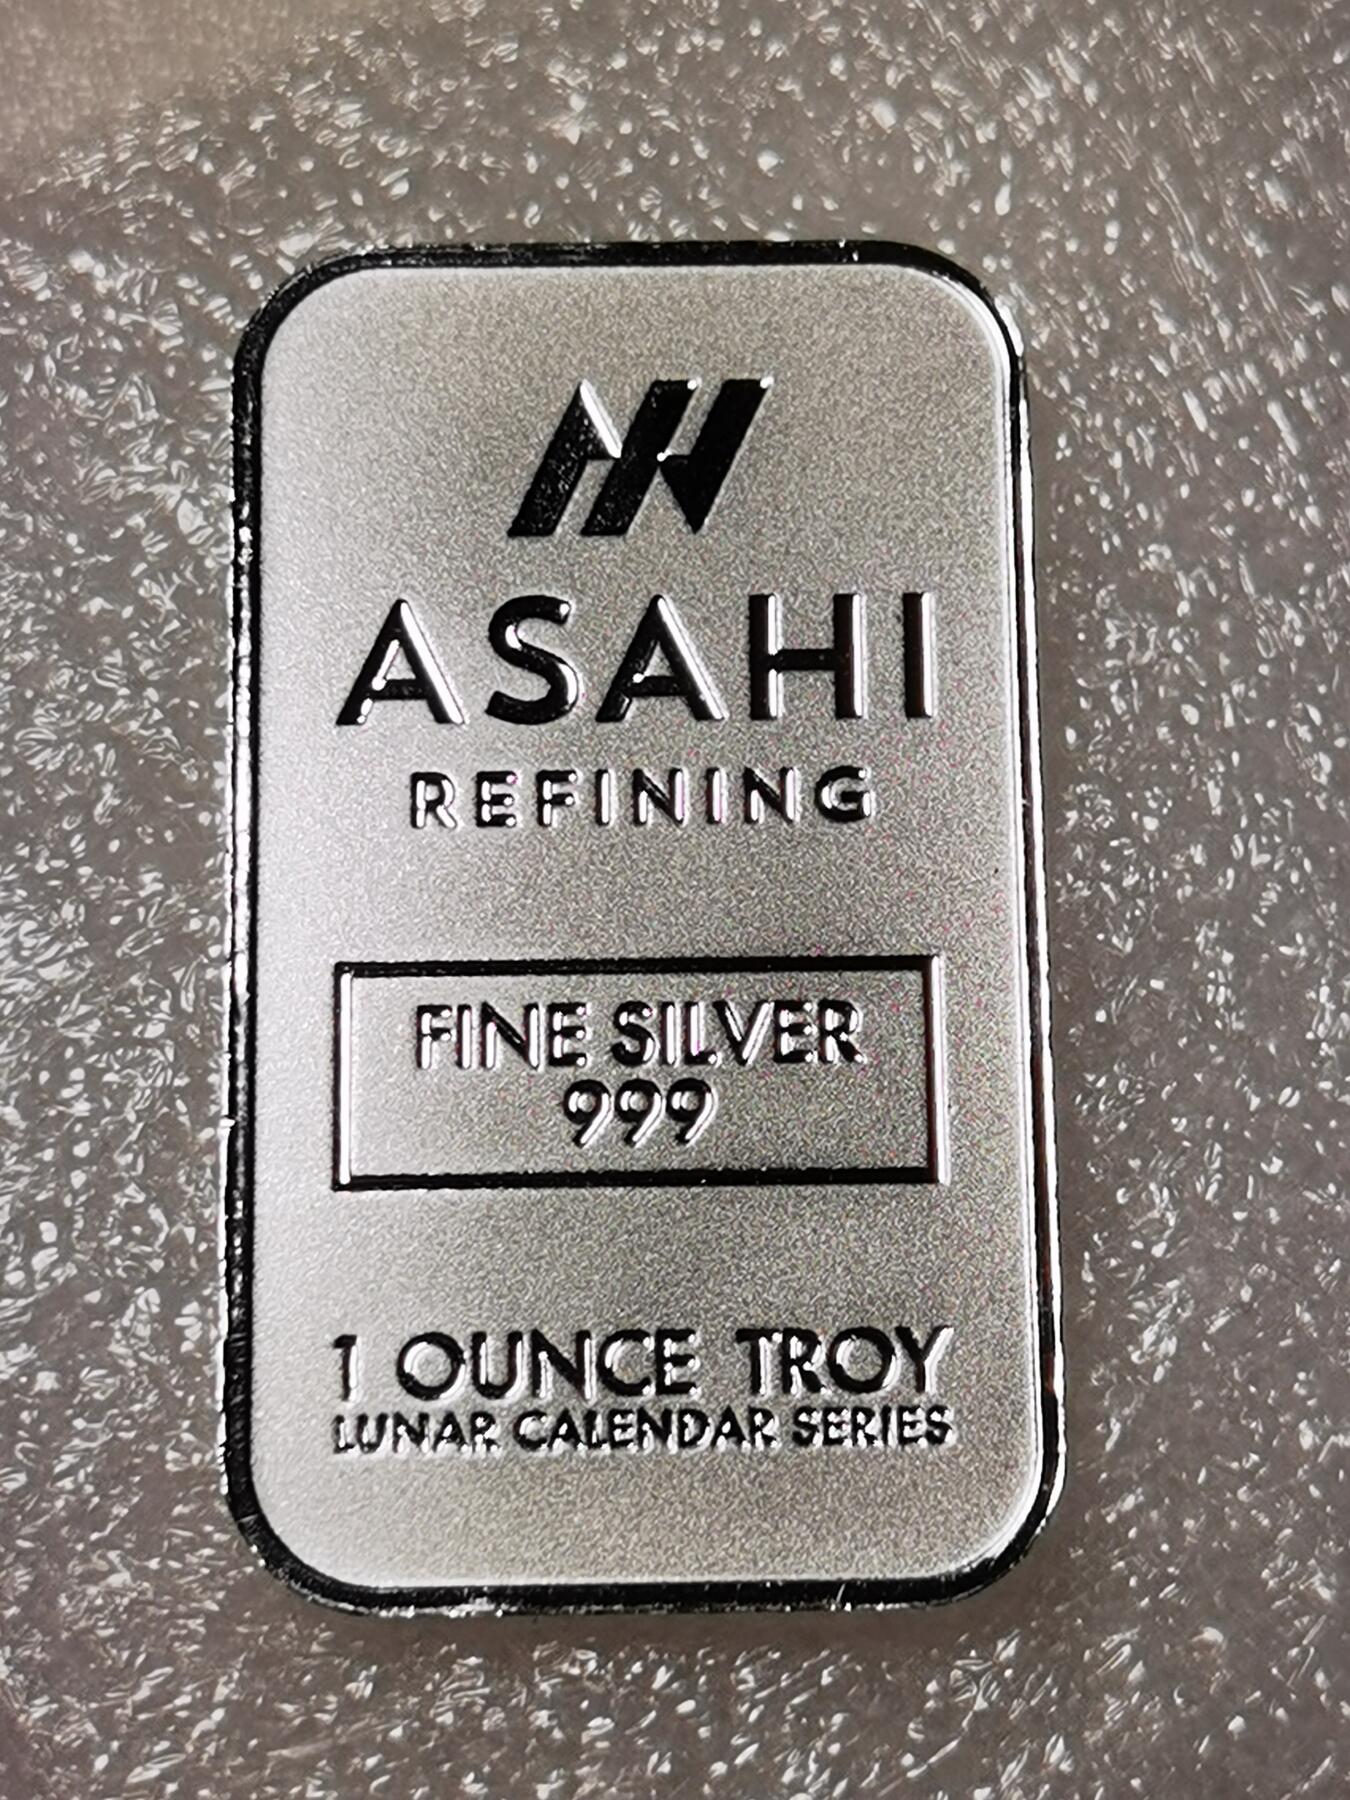 ASAHI
REFINING
FINE SILVER
999
1 OUNCE TROY
LUNAR CALENDAR SERIES